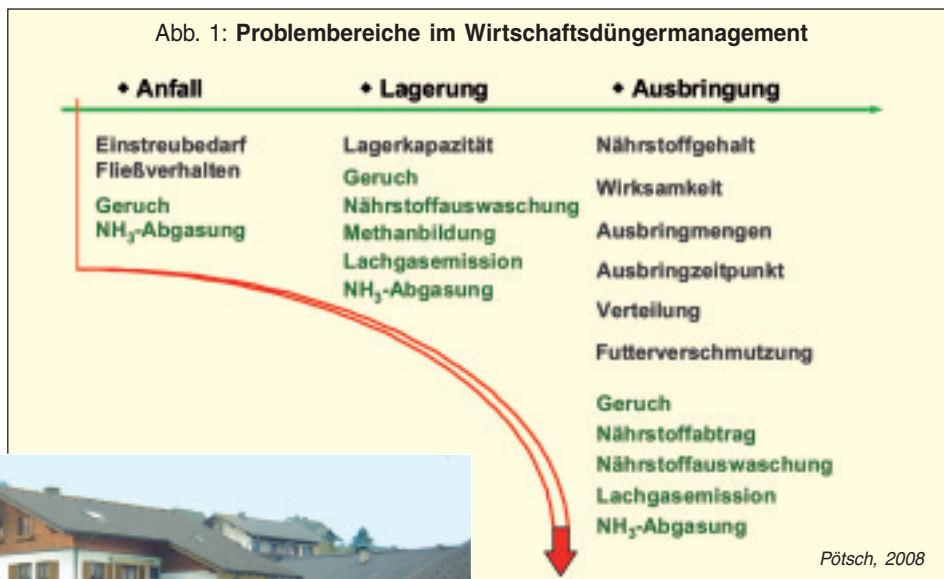 Abb. 1: Problembereiche im Wirtschaftsdüngermanagement
◆ Anfall
Einstreubedarf
Fließverhalten
Geruch
NH₃-Abgasung
◆ Lagerung
Lagerkapazität
Geruch
Nährstoffauswaschung
Methanbildung
Lachgasemission
NH₃-Abgasung
◆ Ausbringung
Nährstoffgehalt
Wirksamkeit
Ausbringmengen
Ausbringzeitpunkt
Verteilung
Futterverschmutzung
Geruch
Nährstoffabtrag
Nährstoffauswaschung
Lachgasemission
NH₃-Abgasung
Pötsch, 2008